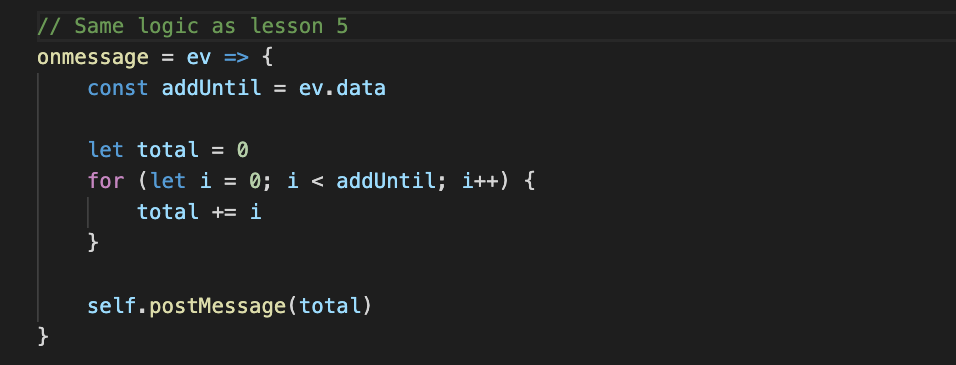 // Same logic as lesson 5
onmessage = ev => {
    const addUntil = ev.data

    let total = 0
    for (let i = 0; i < addUntil; i++) {
        total += i
    }

    self.postMessage(total)
}